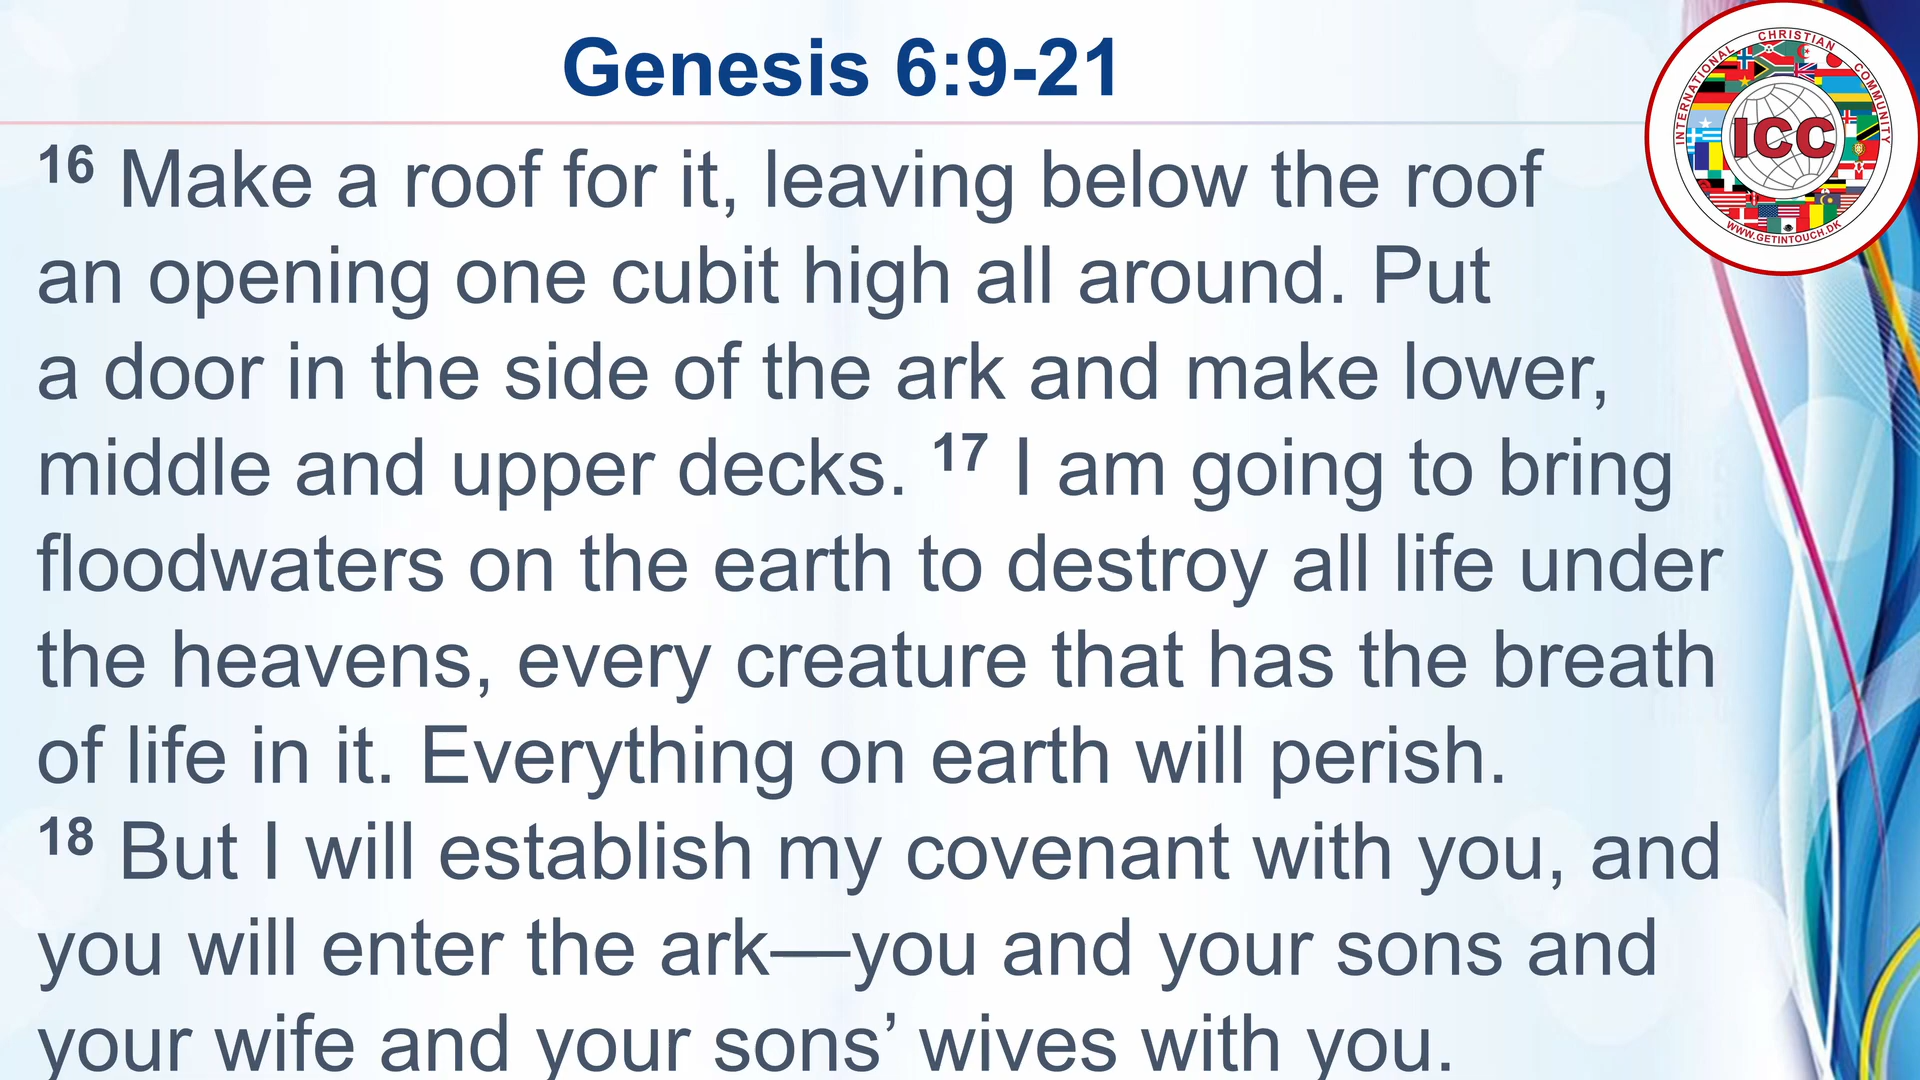 Genesis 6:9-21
INTERNATIONAL CHRISTIAN COMMUNITY
ICC
WWW.GETINTOUCH.DK
16 Make a roof for it, leaving below the roof
an opening one cubit high all around. Put
a door in the side of the ark and make lower,
middle and upper decks. 17 I am going to bring
floodwaters on the earth to destroy all life under
the heavens, every creature that has the breath
of life in it. Everything on earth will perish.
18 But I will establish my covenant with you, and
you will enter the ark—you and your sons and
your wife and your sons’ wives with you.